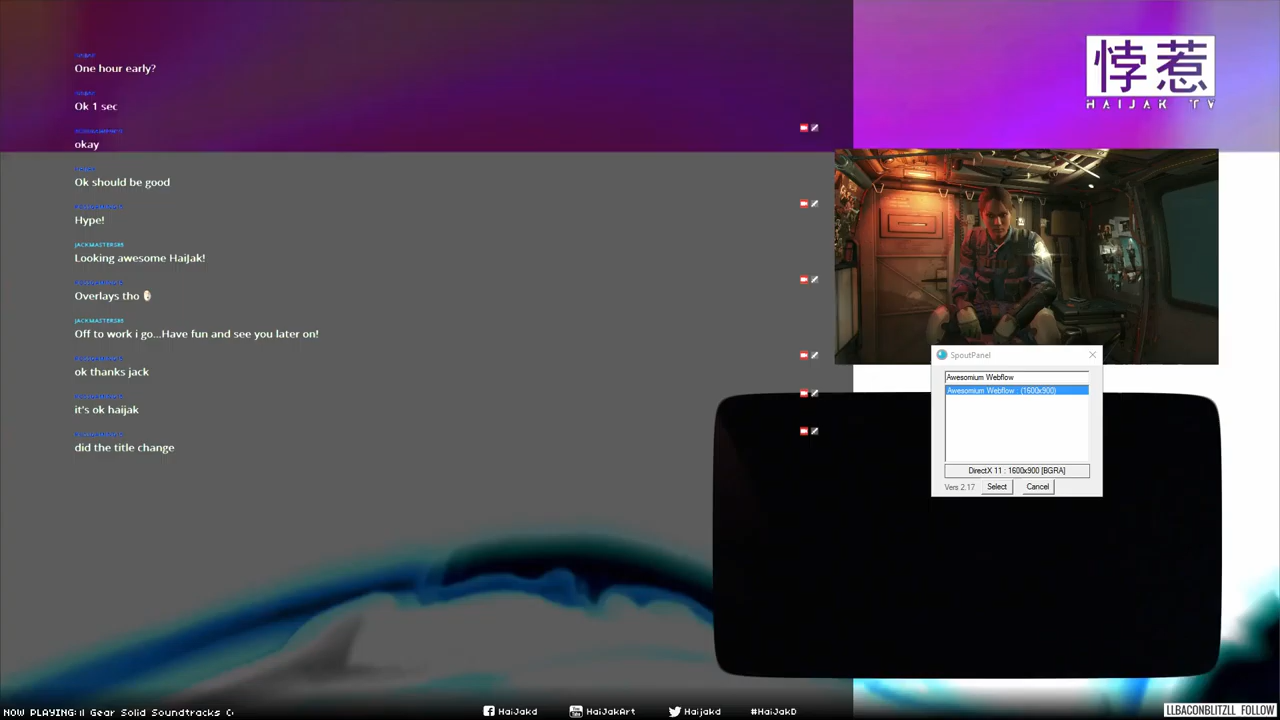 One hour early?
Ok 1 sec
okay
Ok should be good
Hype!
JACKMASTERS88
Looking awesome HaiJak!
Overlays tho
JACKMASTERS88
Off to work i go...Have fun and see you later on!
ok thanks jack
it's ok haijak
did the title change
悖惹
HAIJAK TV
SpoutPanel
Awesomium Webflow
Awesomium Webflow (1600x900)
DirectX 11 : 1600x900 [BGRA]
Vers 2.17 Select Cancel
NOW PLAYING: Gear Solid Soundtracks
HaiJakd
HaiJakArt
Haijakd
#HaiJakD
LLBACONBLITZLL FOLLOW